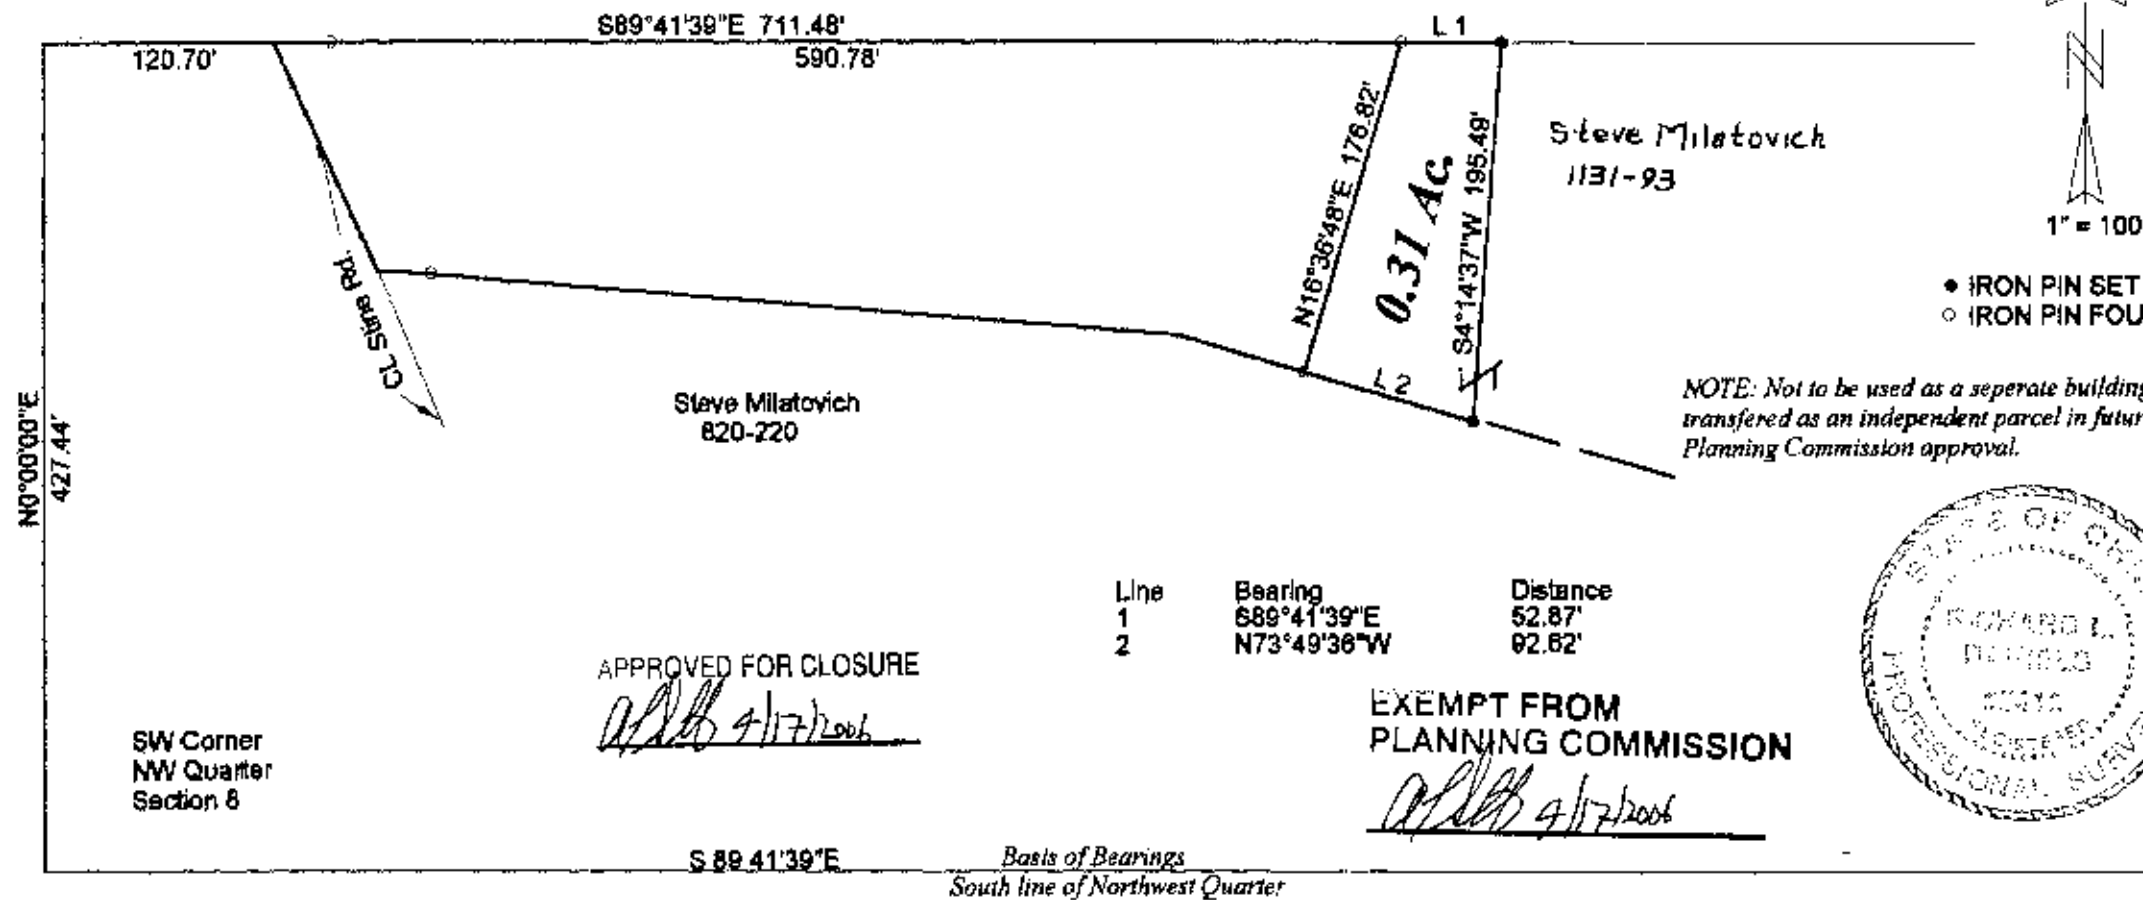 S89°41'39"E 711.48'
L 1
120.70'
590.78'
N16°36'48"E 176.82'
0.31 Ac.
S4°14'37"W 195.49'
Steve Milatovich
1131-93
1" = 100
IRON PIN SET
IRON PIN FOU
CL Stine Rd.
L 2
N0°00'00"E
427.44'
Steve Milatovich
820-220
NOTE: Not to be used as a seperate building
transfered as an independent parcel in futur
Planning Commission approval.
Line Bearing Distance
1 S89°41'39"E 52.87'
2 N73°49'36"W 92.62'
APPROVED FOR CLOSURE
4/17/2006
EXEMPT FROM
PLANNING COMMISSION
4/17/2006
SW Corner
NW Quarter
Section 8
OF
RICHARD L.
PROFESSIONAL
S 89 41'39"E
Basis of Bearings
South line of Northwest Quarter